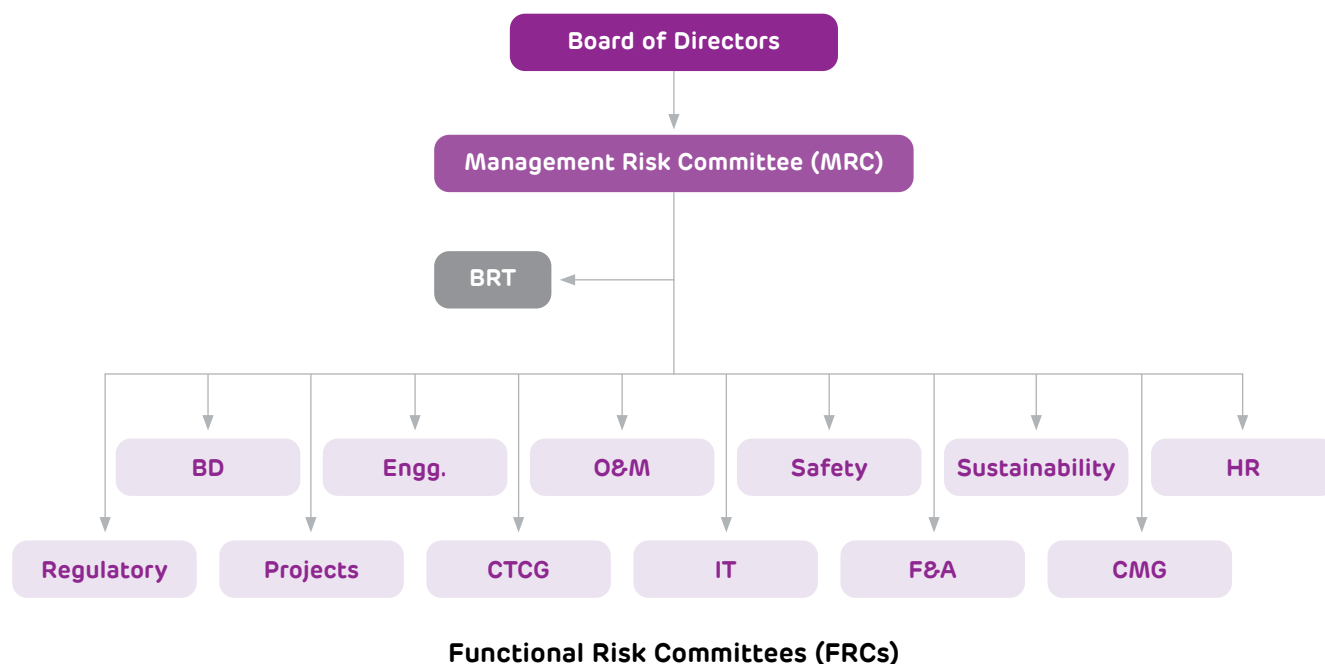 Board of Directors
Management Risk Committee (MRC)
BRT
BD
Engg.
O&M
Safety
Sustainability
HR
Regulatory
Projects
CTCG
IT
F&A
CMG
Functional Risk Committees (FRCs)